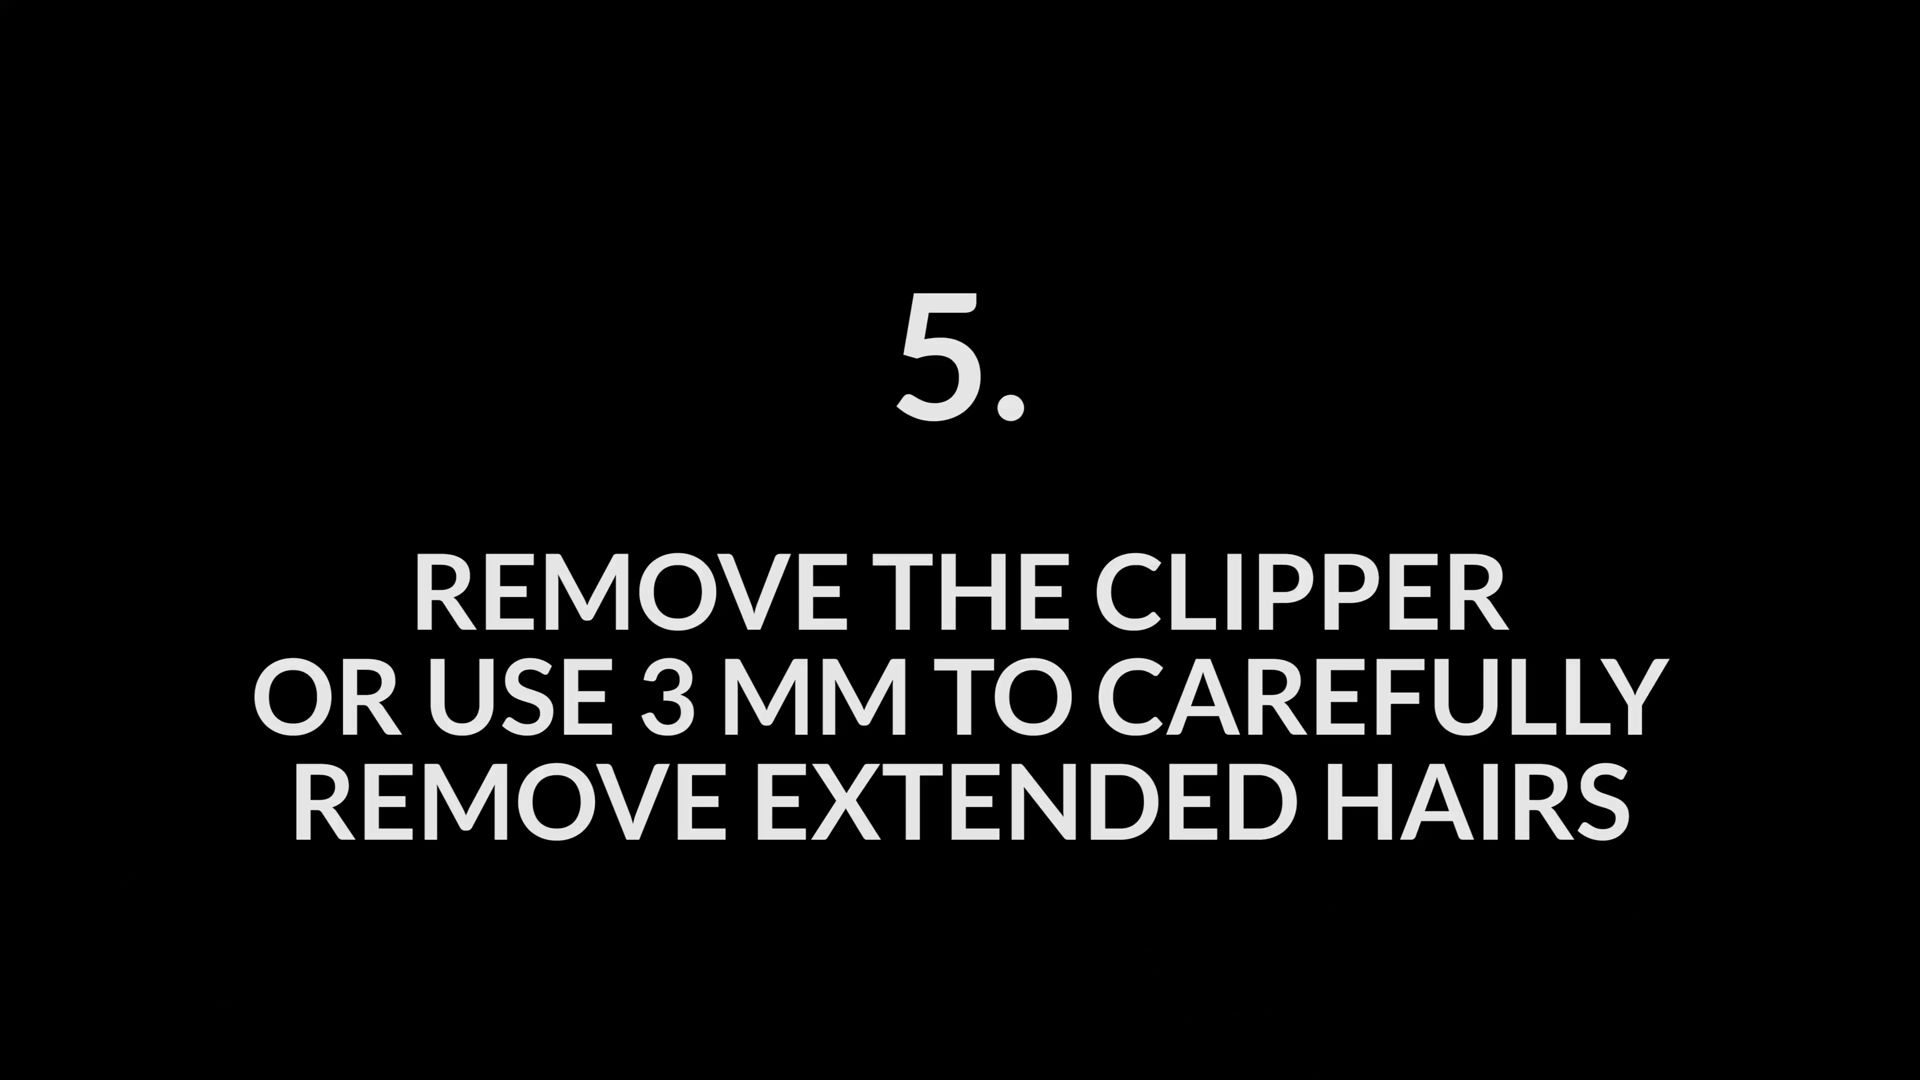 5.
REMOVE THE CLIPPER
OR USE 3 MM TO CAREFULLY
REMOVE EXTENDED HAIRS